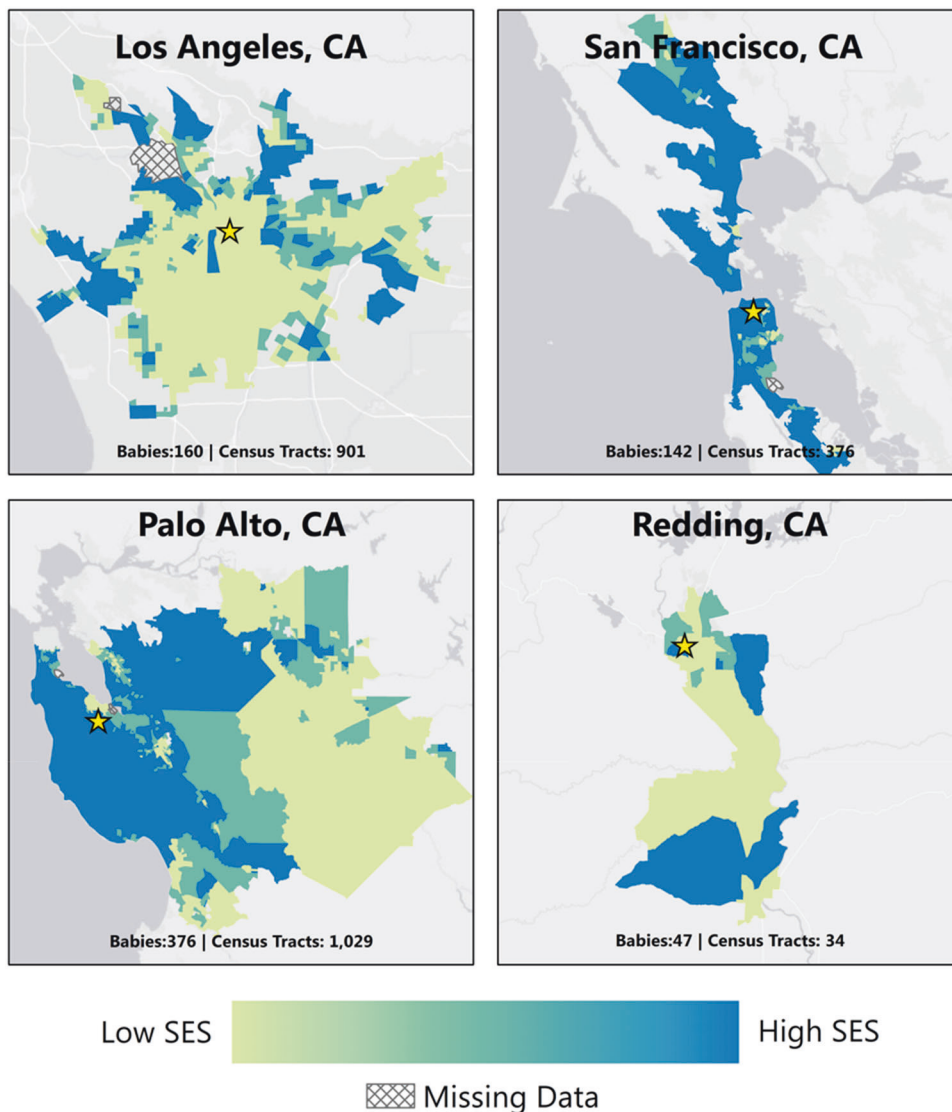 Los Angeles, CA
Babies:160 | Census Tracts: 901
San Francisco, CA
Babies:142 | Census Tracts: 376
Palo Alto, CA
Babies:376 | Census Tracts: 1,029
Redding, CA
Babies:47 | Census Tracts: 34
Low SES
High SES
Missing Data